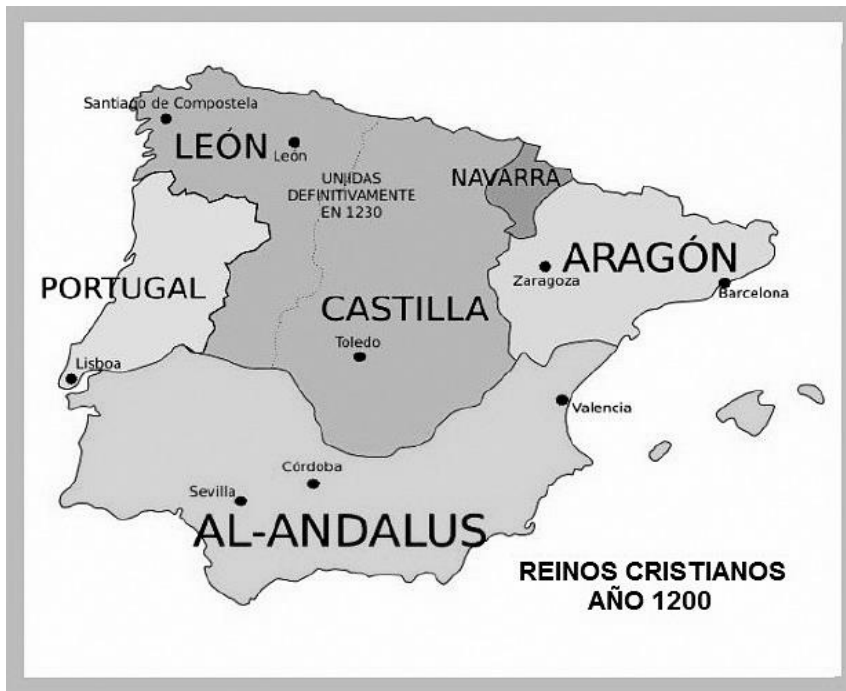 Santiago de Compostela
LEÓN
León
UNIDAS
DEFINITIVAMENTE
EN 1230
NAVARRA
ARAGÓN
Zaragoza
Barcelona
PORTUGAL
CASTILLA
Toledo
Lisboa
Valencia
Córdoba
Sevilla
AL-ANDALUS
REINOS CRISTIANOS
AÑO 1200